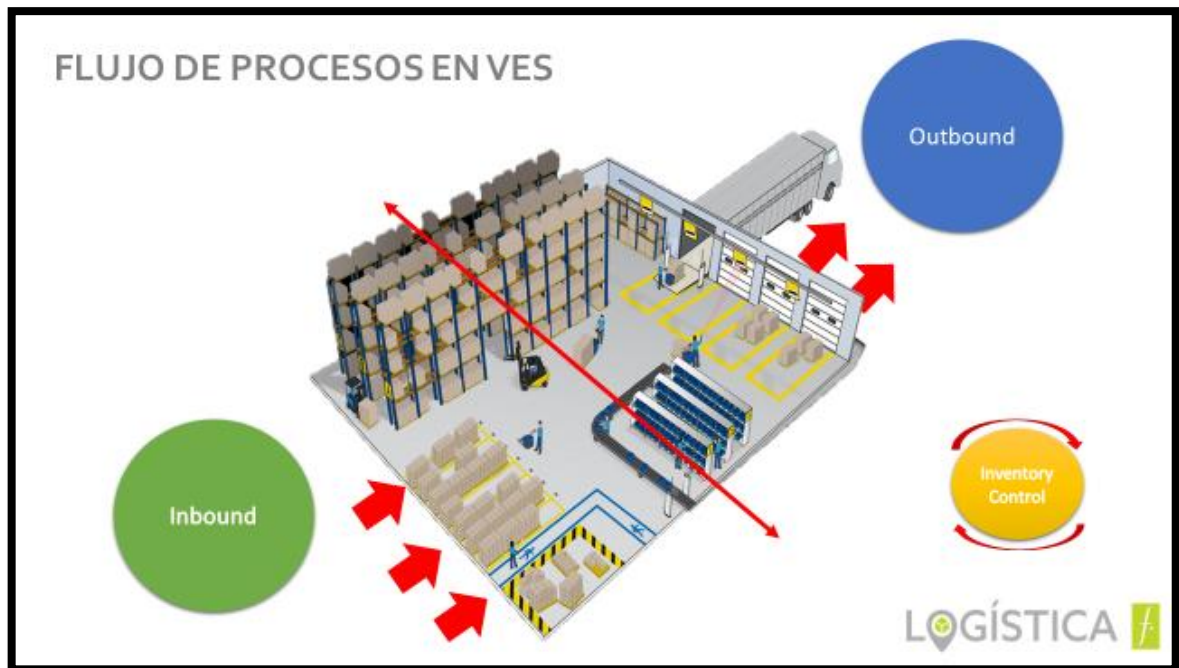 FLUJO DE PROCESOS EN VES
Outbound
Inbound
Inventory
Control
LOGÍSTICA f.